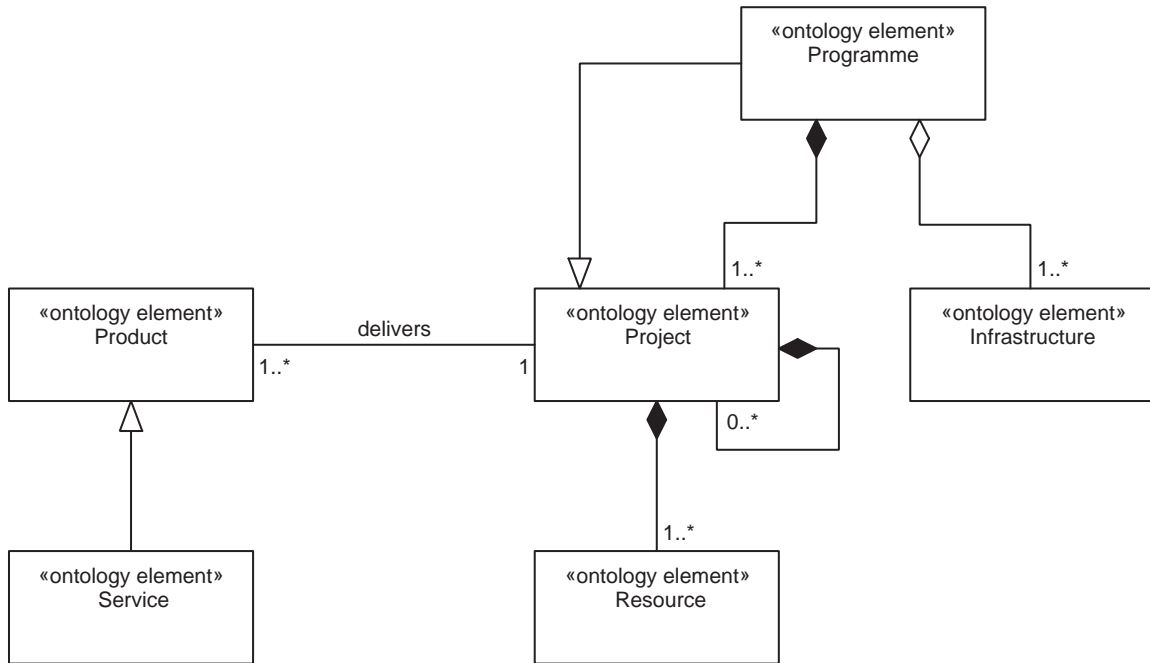 «ontology element»
Programme
1..*
1..*
«ontology element»
Product
delivers
1..*
1
«ontology element»
Project
0..*
«ontology element»
Infrastructure
1..*
«ontology element»
Service
«ontology element»
Resource